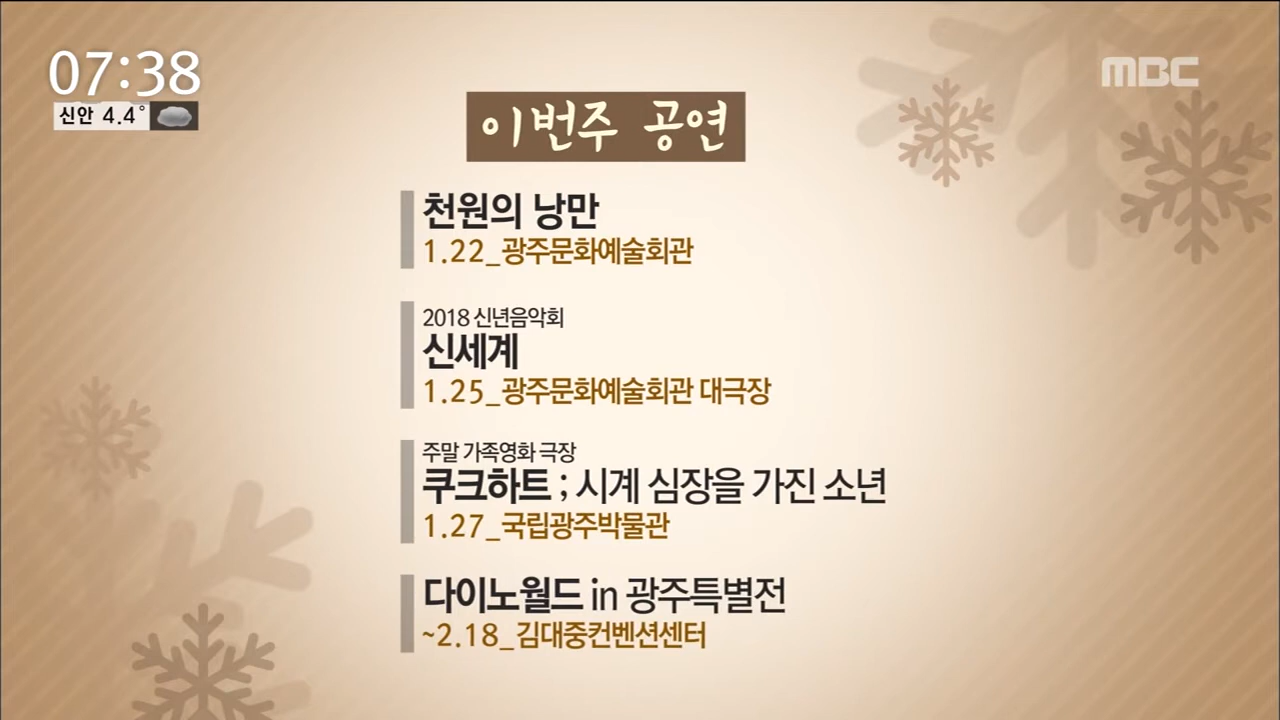 07:38
신안 4.4°
MBC
이번주 공연
천원의 낭만
1.22_광주문화예술회관
2018 신년음악회
신세계
1.25_광주문화예술회관 대극장
주말 가족영화 극장
쿠크하트 ; 시계 심장을 가진 소년
1.27_국립광주박물관
다이노월드 in 광주특별전
~2.18_김대중컨벤션센터